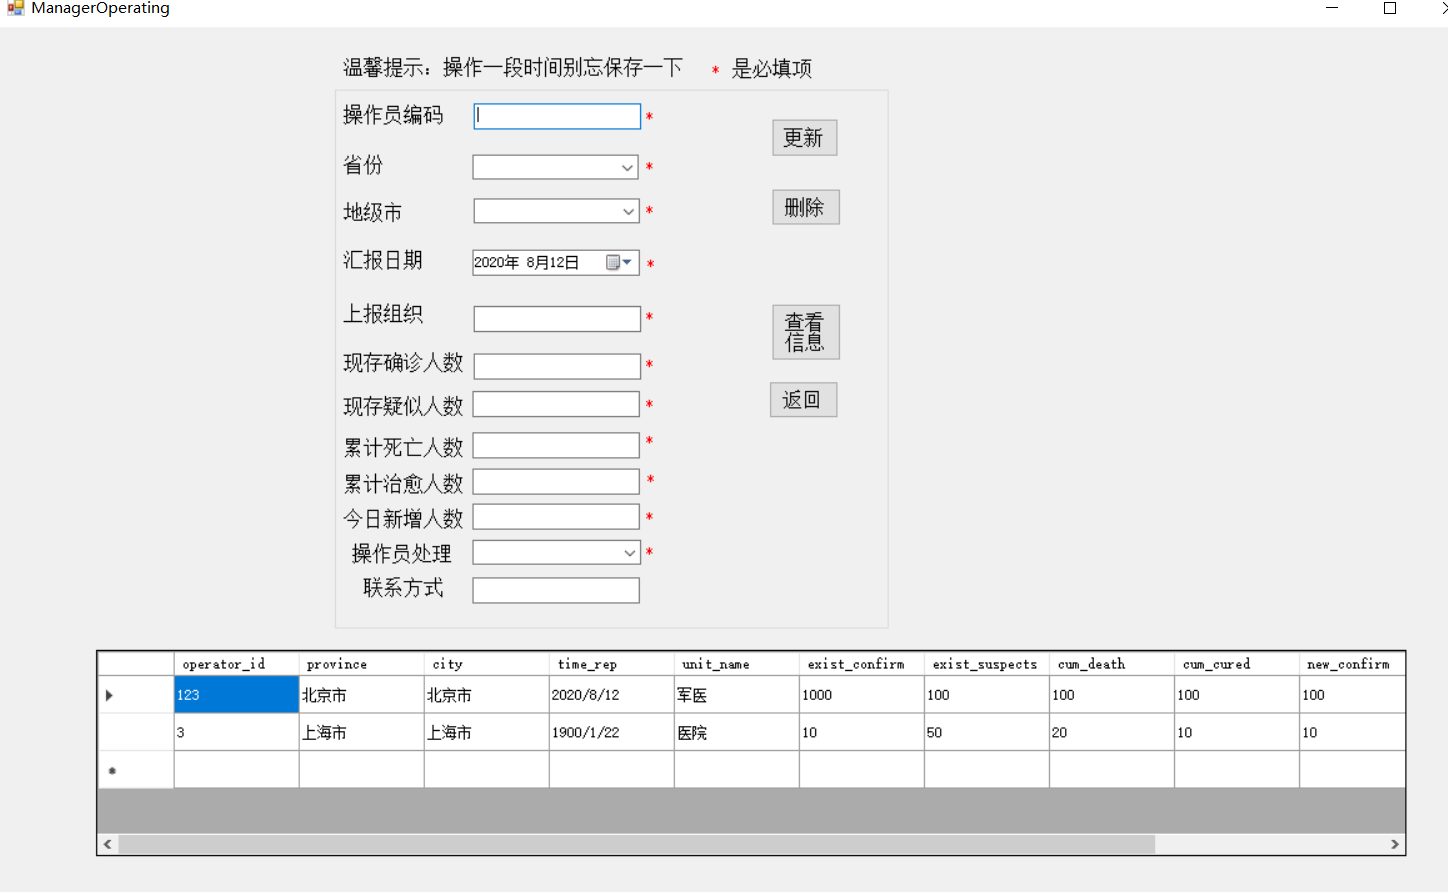 ManagerOperating
温馨提示：操作一段时间别忘保存一下 * 是必填项
操作员编码 *
更新
省份 *
删除
地级市 *
汇报日期 2020年 8月12日 *
上报组织 *
查看
信息
现存确诊人数 *
返回
现存疑似人数 *
累计死亡人数 *
累计治愈人数 *
今日新增人数 *
操作员处理 *
联系方式
operator_id province city time_rep unit_name exist_confirm exist_suspects cum_death cum_cured new_confirm
123 北京市 北京市 2020/8/12 军医 1000 100 100 100 100
3 上海市 上海市 1900/1/22 医院 10 50 20 10 10